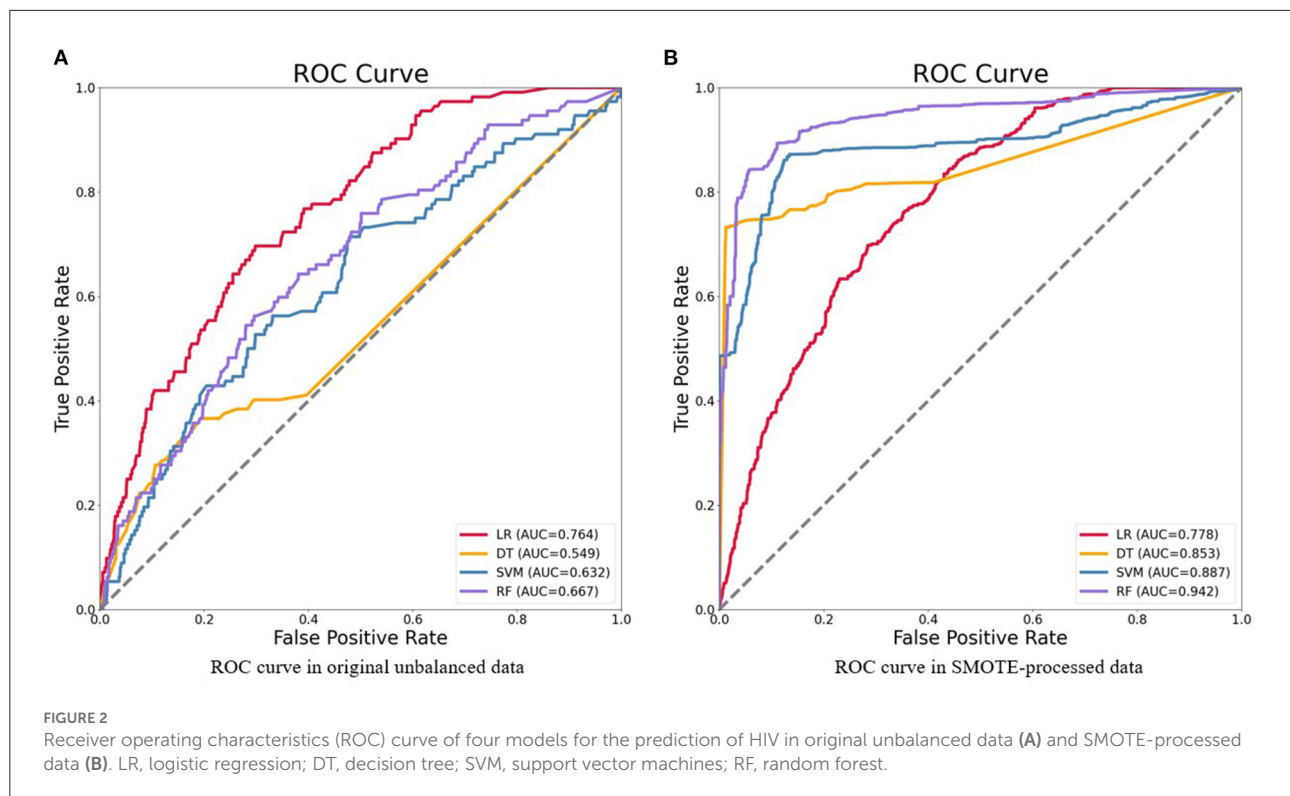 A
ROC Curve
1.0
0.8
0.6
0.4
0.2
0.0
True Positive Rate
LR (AUC=0.764)
DT (AUC=0.549)
SVM (AUC=0.632)
RF (AUC=0.667)
0.0 0.2 0.4 0.6 0.8 1.0
False Positive Rate
ROC curve in original unbalanced data
B
ROC Curve
1.0
0.8
0.6
0.4
0.2
0.0
True Positive Rate
LR (AUC=0.778)
DT (AUC=0.853)
SVM (AUC=0.887)
RF (AUC=0.942)
0.0 0.2 0.4 0.6 0.8 1.0
False Positive Rate
ROC curve in SMOTE-processed data
FIGURE 2
Receiver operating characteristics (ROC) curve of four models for the prediction of HIV in original unbalanced data (A) and SMOTE-processed
data (B). LR, logistic regression; DT, decision tree; SVM, support vector machines; RF, random forest.